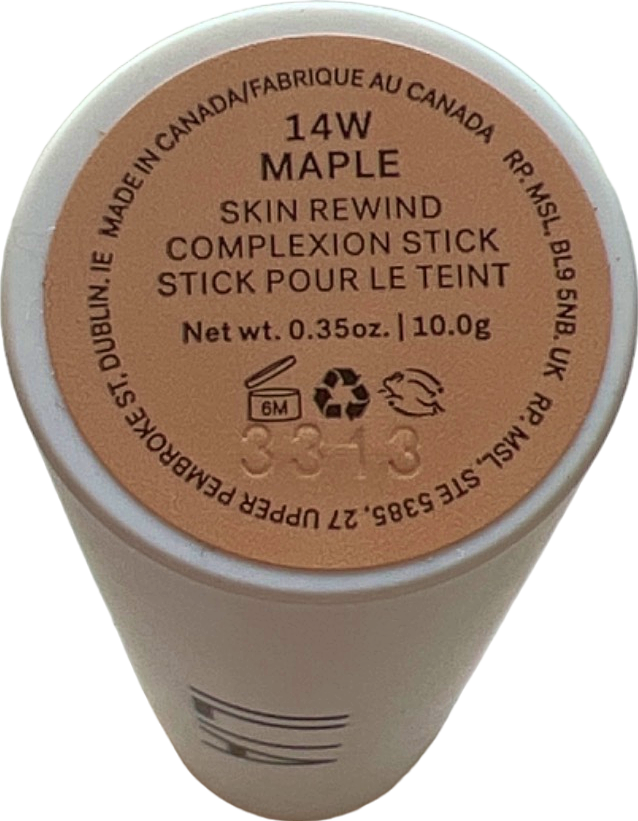 14W
MAPLE
SKIN REWIND
COMPLEXION STICK
STICK POUR LE TEINT
Net wt. 0.35oz. | 10.0g
6M
3313
MADE IN CANADA/FABRIQUE AU CANADA
RP. MSL. BL9 5NB. UK RP. MSL. STE 5385, 27 UPPER PEMBROKE ST, DUBLIN. IE